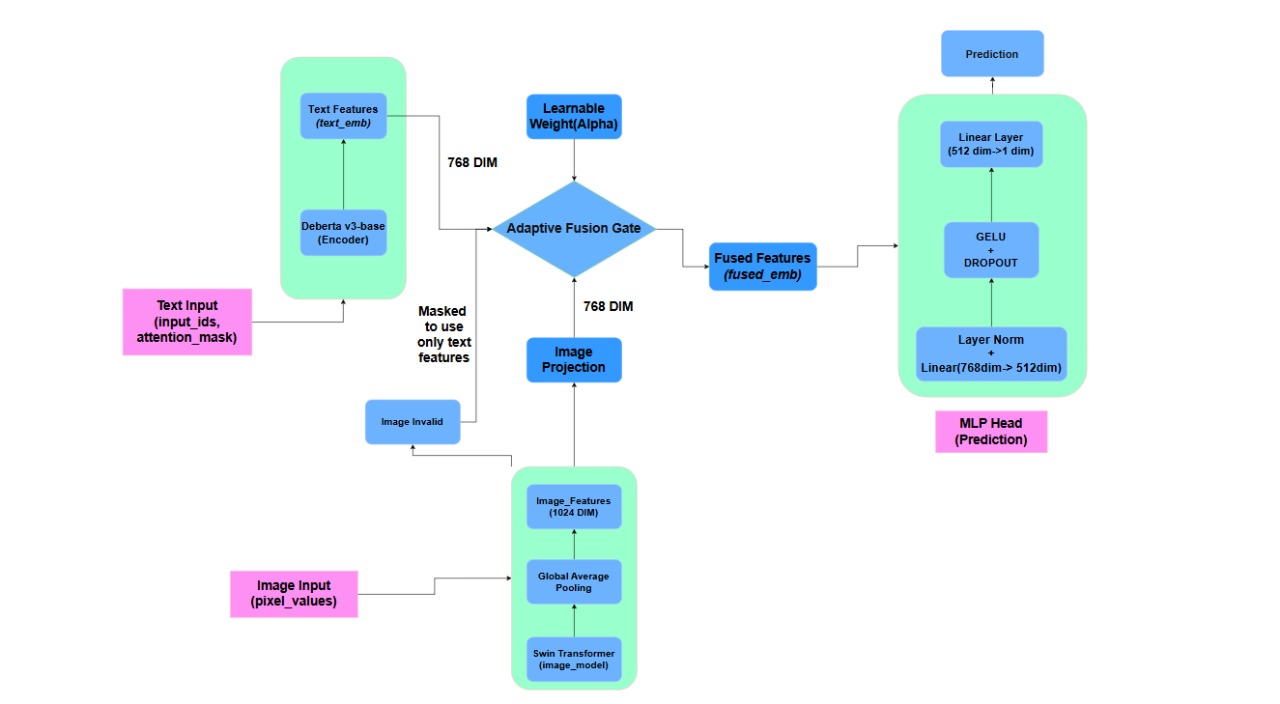 Prediction
Text Features
(text_emb)
Deberta v3-base
(Encoder)
Text Input
(input_ids,
attention_mask)
768 DIM
Learnable
Weight(Alpha)
Adaptive Fusion Gate
768 DIM
Masked
to use
only text
features
Image
Projection
Image Invalid
Image_Features
(1024 DIM)
Global Average
Pooling
Swin Transformer
(image_model)
Image Input
(pixel_values)
Fused Features
(fused_emb)
Linear Layer
(512 dim->1 dim)
GELU
+
DROPOUT
Layer Norm
+
Linear(768dim-> 512dim)
MLP Head
(Prediction)